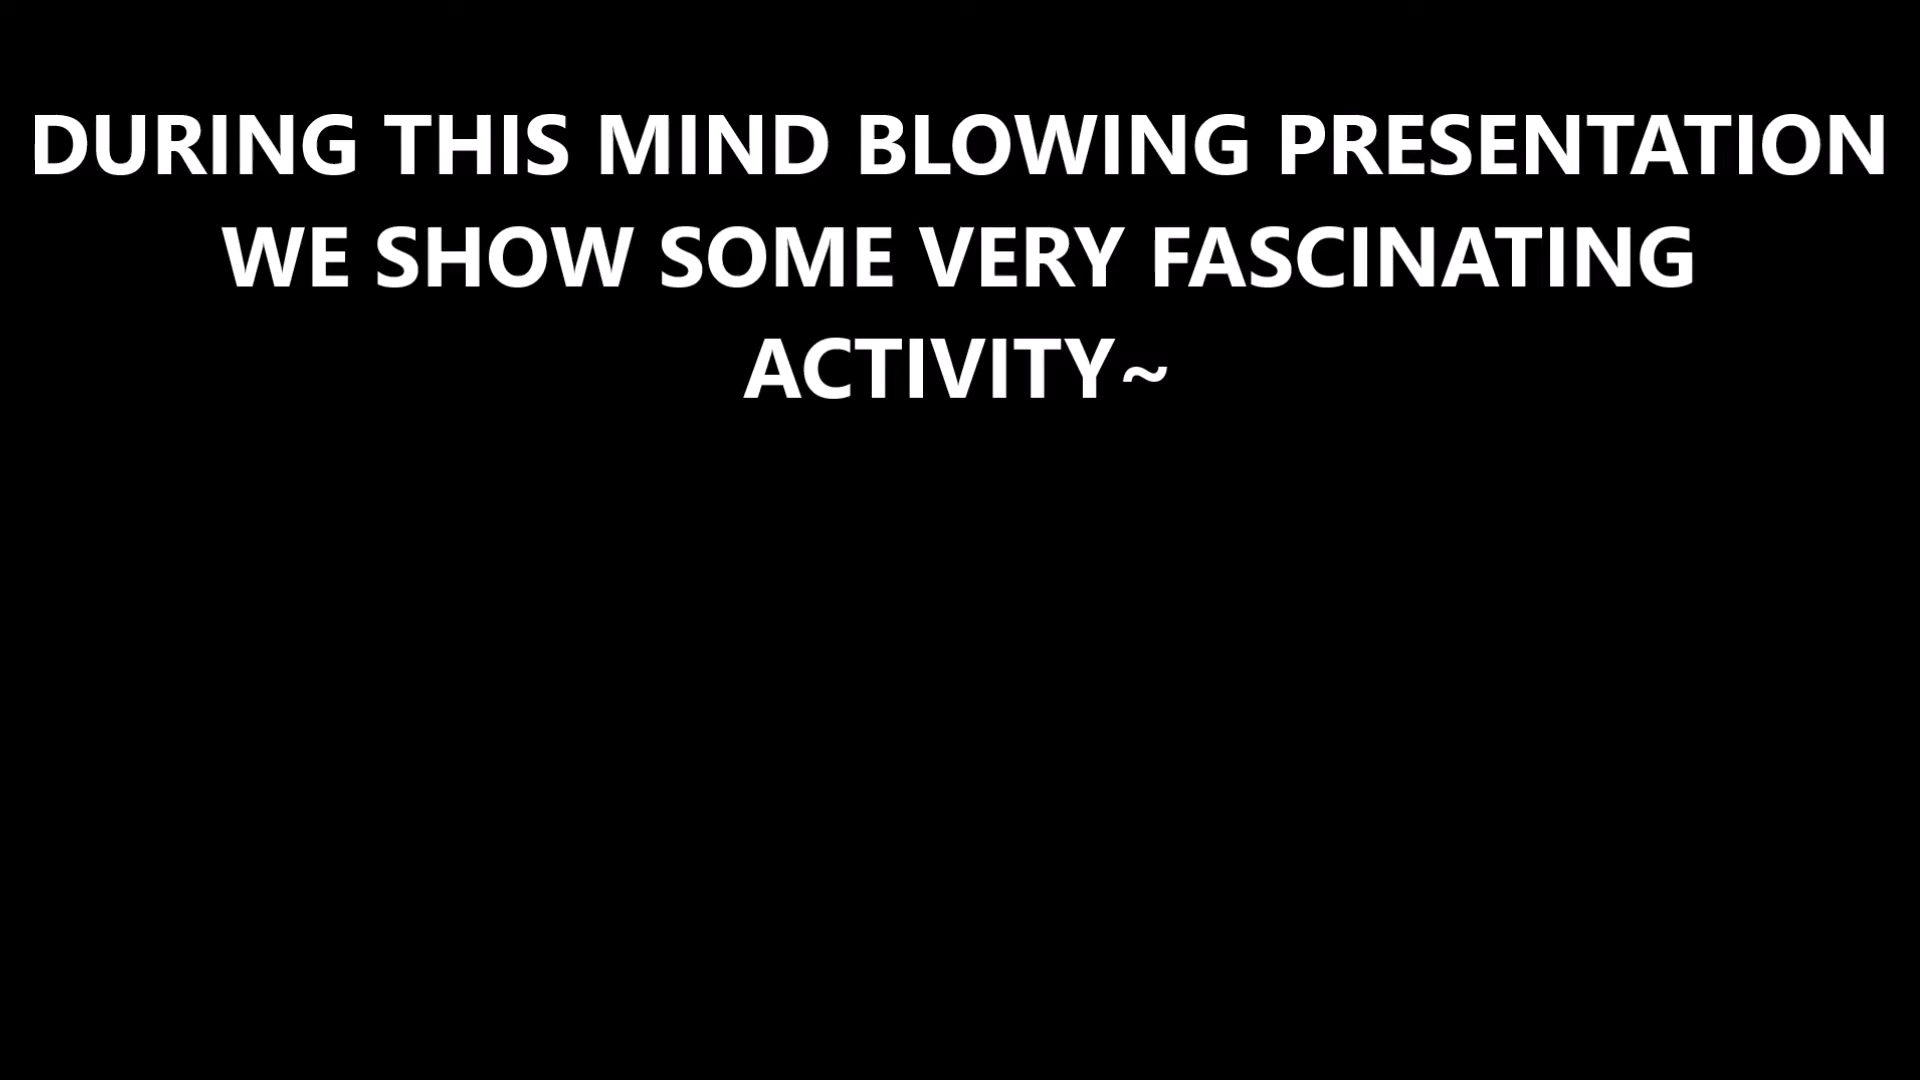 DURING THIS MIND BLOWING PRESENTATION
WE SHOW SOME VERY FASCINATING
ACTIVITY~